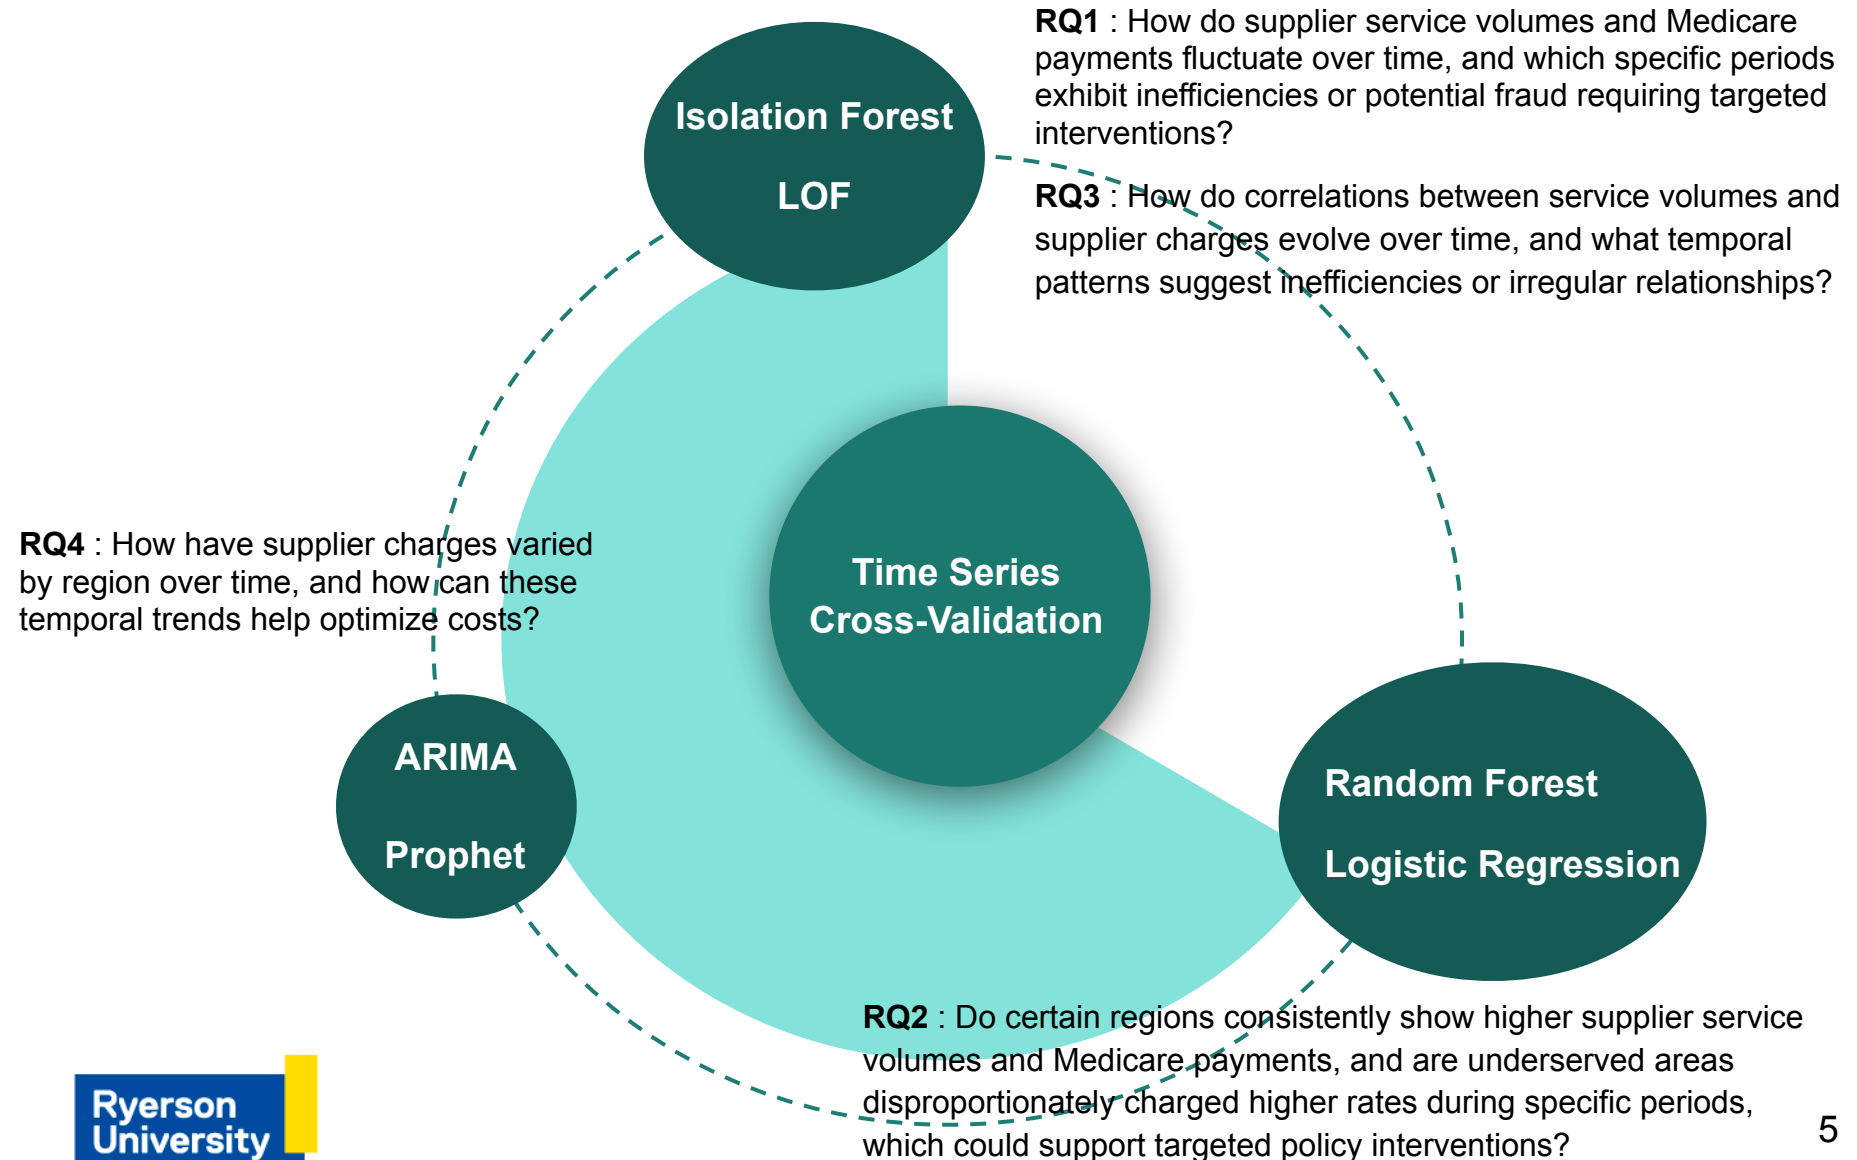 RQ1 : How do supplier service volumes and Medicare
payments fluctuate over time, and which specific periods
exhibit inefficiencies or potential fraud requiring targeted
interventions?
Isolation Forest
LOF
RQ3 : How do correlations between service volumes and
supplier charges evolve over time, and what temporal
patterns suggest inefficiencies or irregular relationships?
RQ4 : How have supplier charges varied
by region over time, and how can these
temporal trends help optimize costs?
Time Series
Cross-Validation
ARIMA
Prophet
Random Forest
Logistic Regression
RQ2 : Do certain regions consistently show higher supplier service
volumes and Medicare payments, and are underserved areas
disproportionately charged higher rates during specific periods,
which could support targeted policy interventions?
Ryerson
University
5